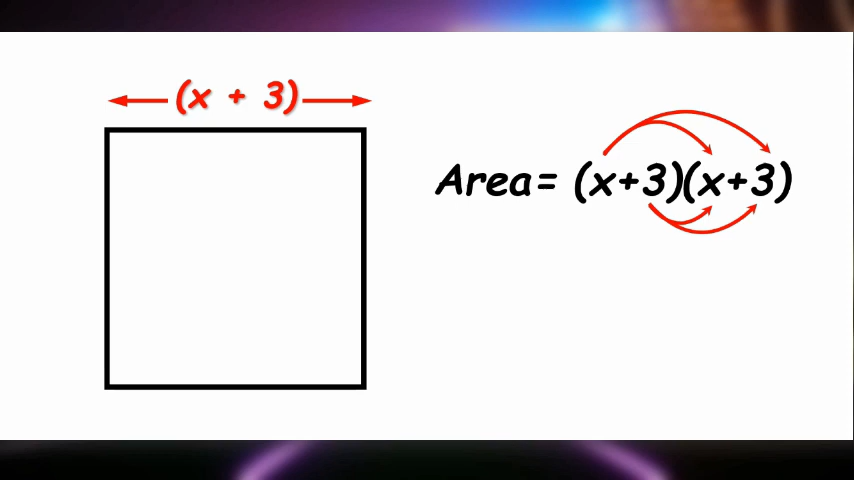 (x + 3)
Area= (x+3)(x+3)